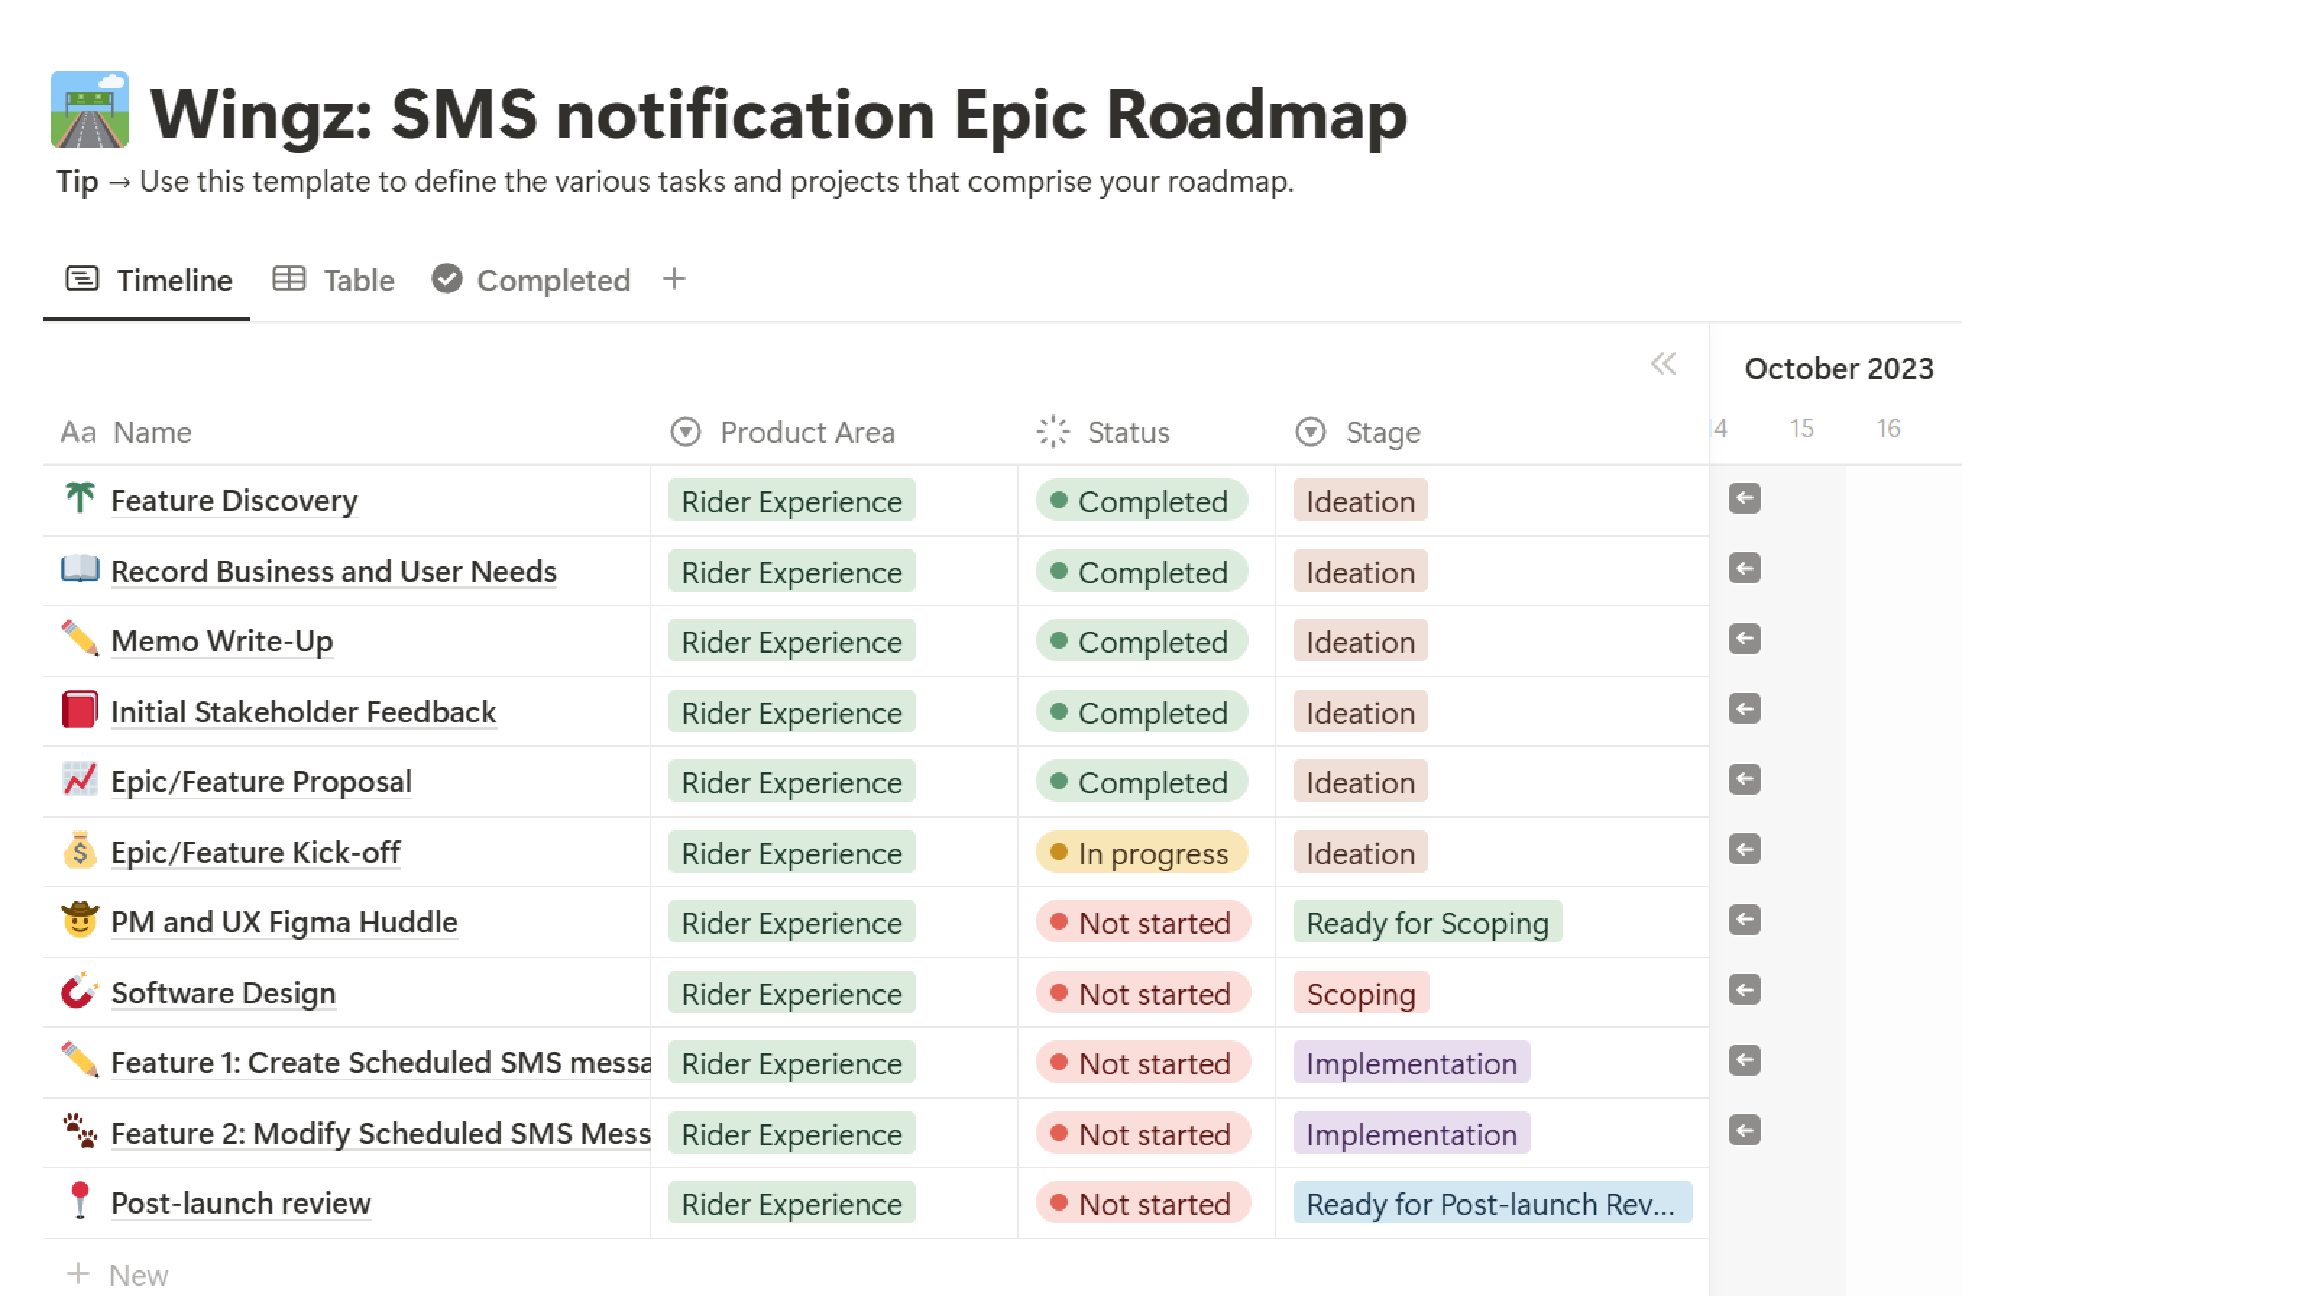 Wingz: SMS notification Epic Roadmap
Tip → Use this template to define the various tasks and projects that comprise your roadmap.
Timeline Table Completed +
October 2023
Aa Name Product Area Status Stage 14 15 16
Feature Discovery Rider Experience Completed Ideation
Record Business and User Needs Rider Experience Completed Ideation
Memo Write-Up Rider Experience Completed Ideation
Initial Stakeholder Feedback Rider Experience Completed Ideation
Epic/Feature Proposal Rider Experience Completed Ideation
Epic/Feature Kick-off Rider Experience In progress Ideation
PM and UX Figma Huddle Rider Experience Not started Ready for Scoping
Software Design Rider Experience Not started Scoping
Feature 1: Create Scheduled SMS messa Rider Experience Not started Implementation
Feature 2: Modify Scheduled SMS Mess Rider Experience Not started Implementation
Post-launch review Rider Experience Not started Ready for Post-launch Rev...
+ New